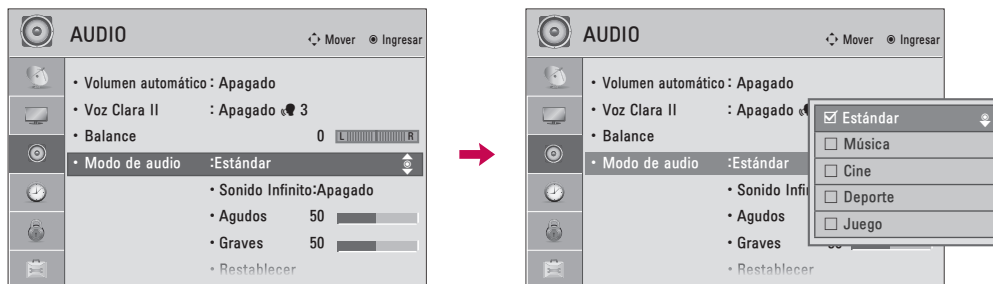 AUDIO Mover Ingresar
• Volumen automático : Apagado
• Voz Clara II : Apagado 3
• Balance 0 L R
• Modo de audio :Estándar
• Sonido Infinito:Apagado
• Agudos 50
• Graves 50
• Restablecer
AUDIO Mover Ingresar
• Volumen automático : Apagado
• Voz Clara II : Apagado
• Balance
• Modo de audio :Estándar
• Sonido Infi
• Agudos
• Graves
• Restablecer
Estándar
Música
Cine
Deporte
Juego